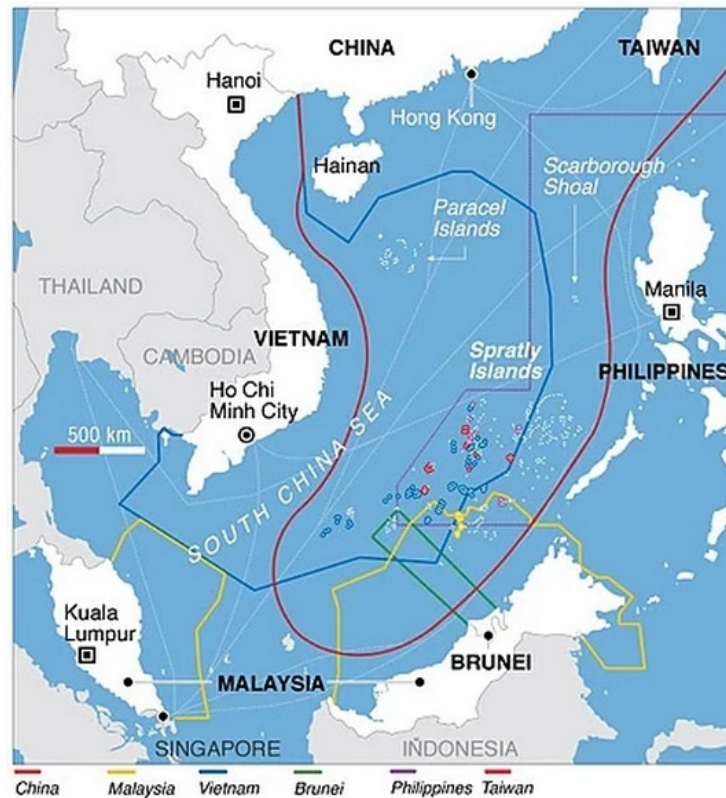 CHINA
TAIWAN
Hanoi
Hong Kong
Hainan
Scarborough
Shoal
Paracel
Islands
THAILAND
Manila
VIETNAM
CAMBODIA
Spratly
Islands
PHILIPPINES
Ho Chi
Minh City
500 km
SOUTH CHINA SEA
Kuala
Lumpur
BRUNEI
MALAYSIA
SINGAPORE
INDONESIA
China
Malaysia
Vietnam
Brunei
Philippines
Taiwan